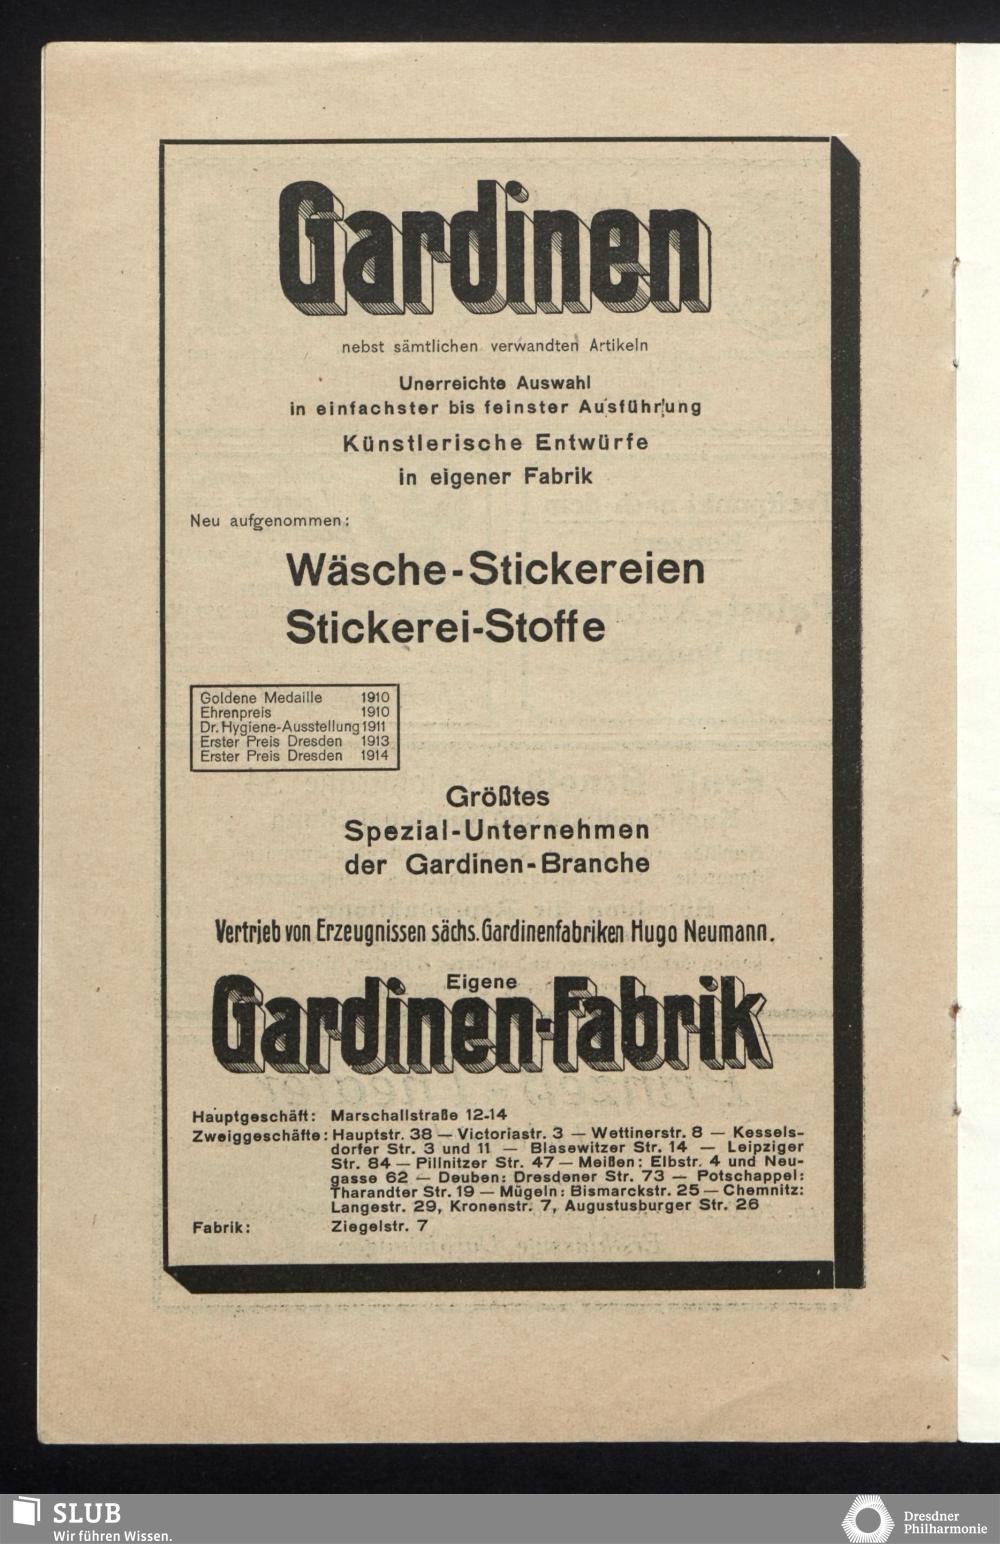 Gardinen
nebst sämtlichen verwandten Artikeln
Unerreichte Auswahl
in einfachster bis feinster Ausführung
Künstlerische Entwürfe
in eigener Fabrik
Neu aufgenommen:
Wäsche-Stickereien
Stickerei-Stoffe
Goldene Medaille 1910
Ehrenpreis 1910
Dr. Hygiene-Ausstellung 1911
Erster Preis Dresden 1913
Erster Preis Dresden 1914
Größtes
Spezial-Unternehmen
der Gardinen-Branche
Vertrieb von Erzeugnissen sächs. Gardinenfabriken Hugo Neumann.
Eigene
Gardinen-Fabrik
Hauptgeschäft: Marschallstraße 12-14
Zweiggeschäfte: Hauptstr. 38 — Victoriastr. 3 — Wettinerstr. 8 — Kessels-
dorfer Str. 3 und 11 — Blasewitzer Str. 14 — Leipziger
Str. 84 — Pillnitzer Str. 47 — Meißen: Elbstr. 4 und Neu-
gasse 62 — Deuben: Dresdener Str. 73 — Potschappel:
Tharandter Str. 19 — Mügeln: Bismarckstr. 25 — Chemnitz:
Langestr. 29, Kronenstr. 7, Augustusburger Str. 26
Fabrik: Ziegelstr. 7
SLUB
Wir führen Wissen.
Dresdner
Philharmonie